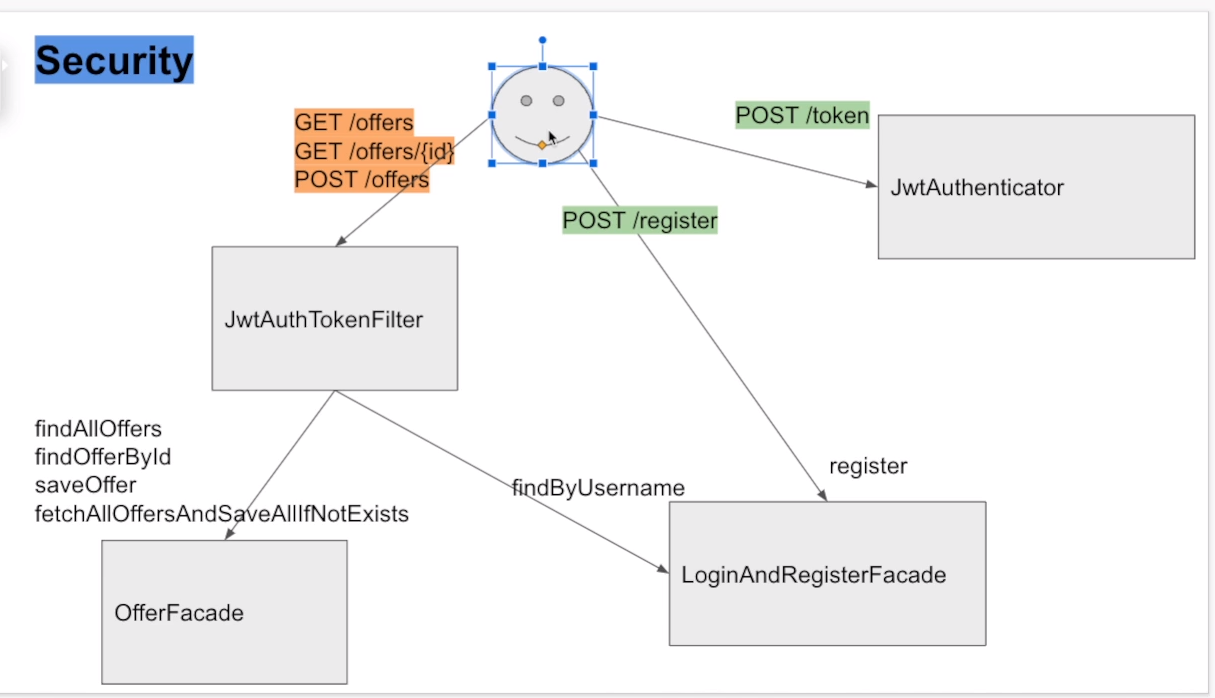 Security
GET /offers
GET /offers/{id}
POST /offers
POST /token
JwtAuthenticator
POST /register
JwtAuthTokenFilter
findAllOffers
findOfferById
saveOffer
fetchAllOffersAndSaveAllIfNotExists
findByUsername
register
LoginAndRegisterFacade
OfferFacade